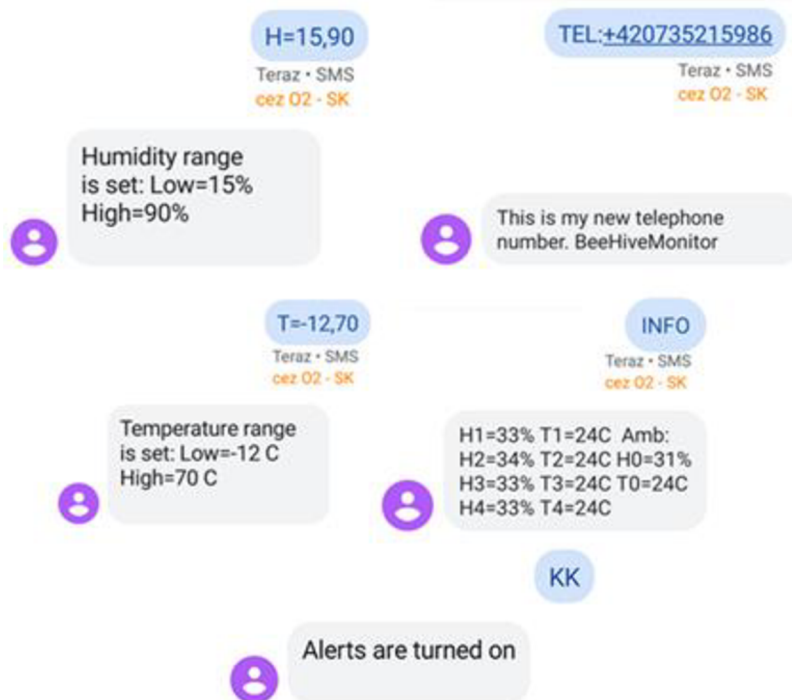 H=15,90
Teraz • SMS
cez O2 - SK
Humidity range
is set: Low=15%
High=90%
TEL:+420735215986
Teraz • SMS
cez O2 - SK
This is my new telephone
number. BeeHiveMonitor
T=-12,70
Teraz • SMS
cez O2 - SK
Temperature range
is set: Low=-12 C
High=70 C
INFO
Teraz • SMS
cez O2 - SK
H1=33% T1=24C Amb:
H2=34% T2=24C H0=31%
H3=33% T3=24C T0=24C
H4=33% T4=24C
KK
Alerts are turned on